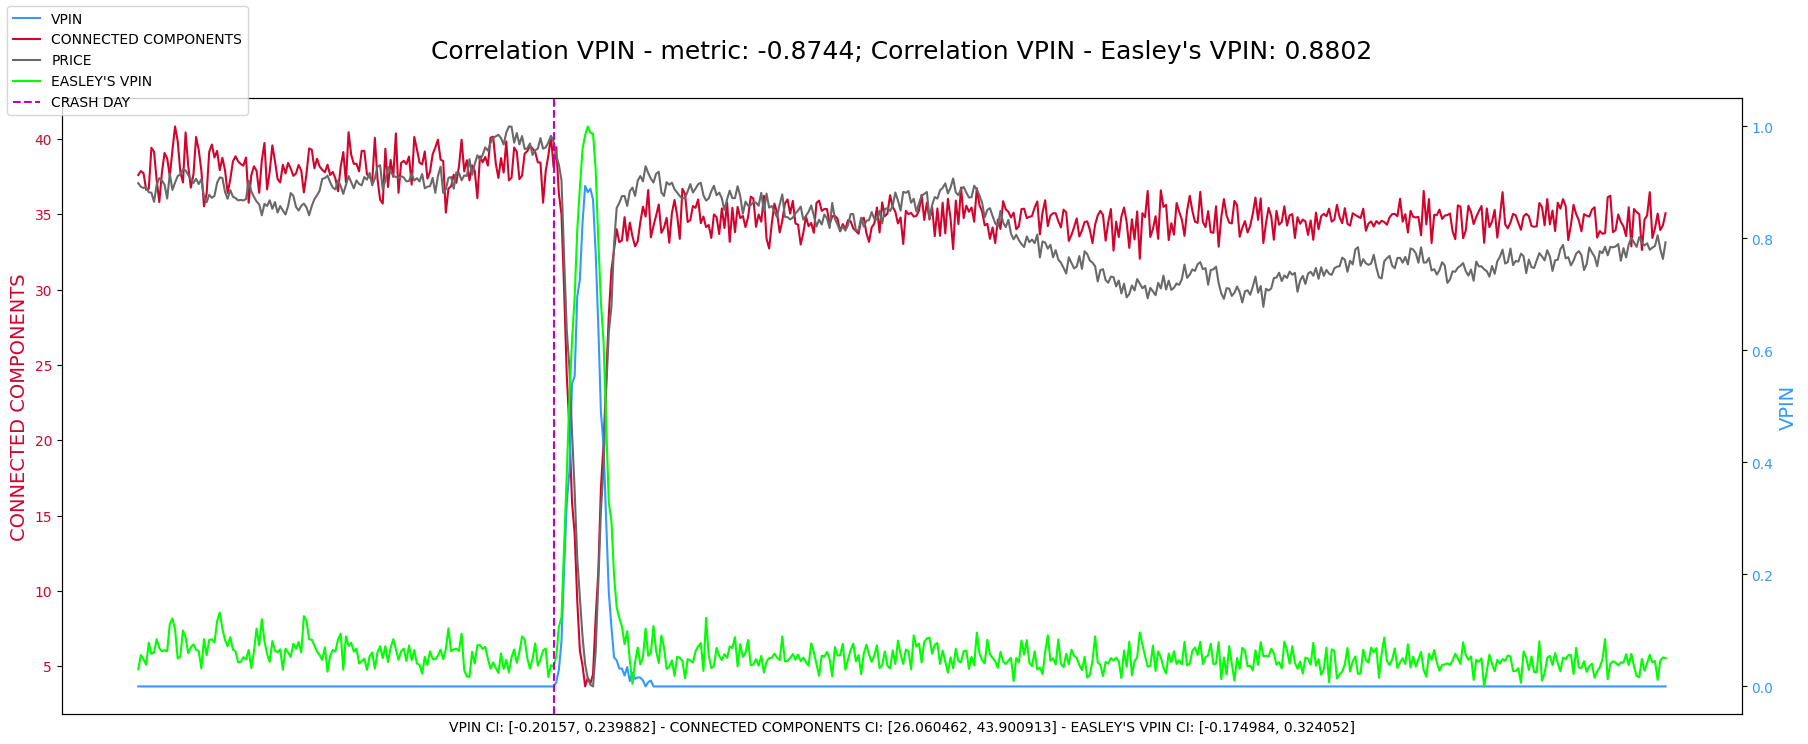 VPIN
CONNECTED COMPONENTS
PRICE
EASLEY'S VPIN
CRASH DAY
Correlation VPIN - metric: -0.8744; Correlation VPIN - Easley's VPIN: 0.8802
CONNECTED COMPONENTS
40
35
30
25
20
15
10
5
1.0
0.8
0.6
0.4
0.2
0.0
VPIN
VPIN CI: [-0.20157, 0.239882] - CONNECTED COMPONENTS CI: [26.060462, 43.900913] - EASLEY'S VPIN CI: [-0.174984, 0.324052]